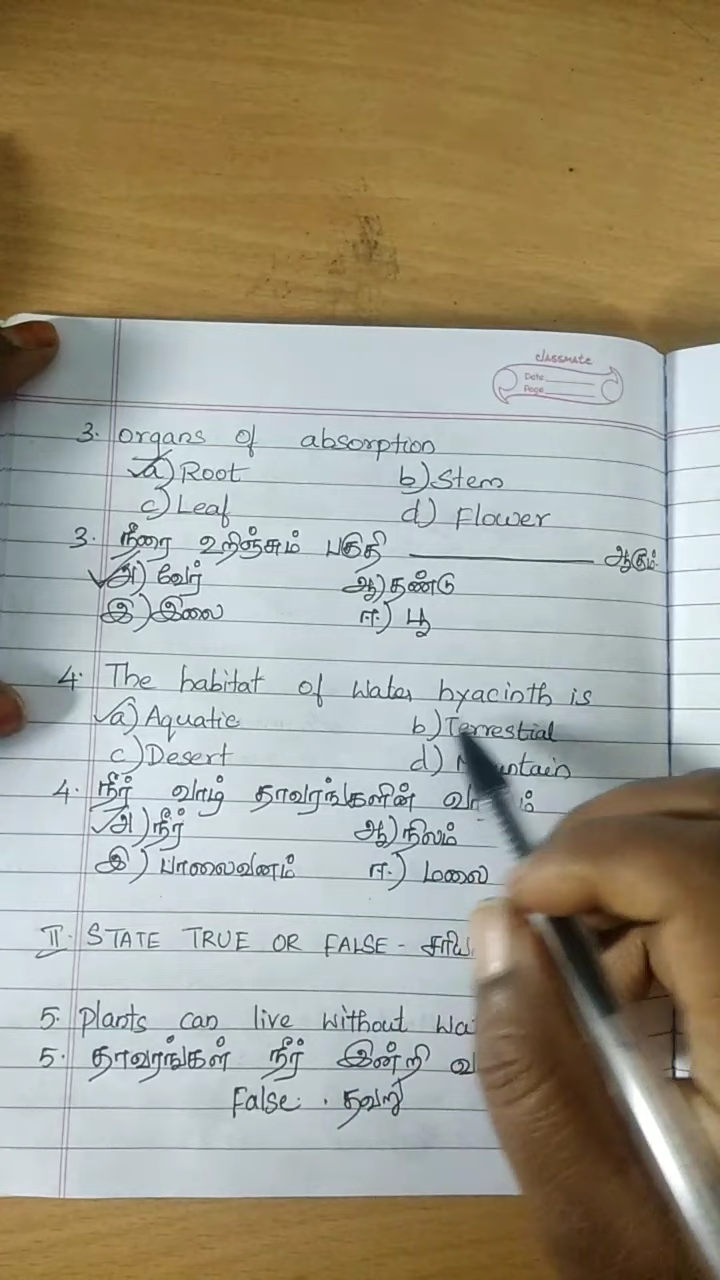 classmate
Date
Page
3. organs of absorption
a) Root b) Stem
c) Leaf d) Flower
3. நீரை உறிஞ்சும் பகுதி ______ ஆகும்.
அ) வேர் ஆ) தண்டு
இ) இலை ஈ) பூ
4. The habitat of Water hyacinth is
a) Aquatic b) Terrestial
c) Desert d)
4. நீர் வாழ் தாவரங்களின்
அ) நீர் ஆ) நிலம்
இ) பாலைவனம் ஈ) மலை
II. STATE TRUE OR FALSE -
5. Plants can live without
5. தாவரங்கள் நீர் இன்றி
False. தவறு